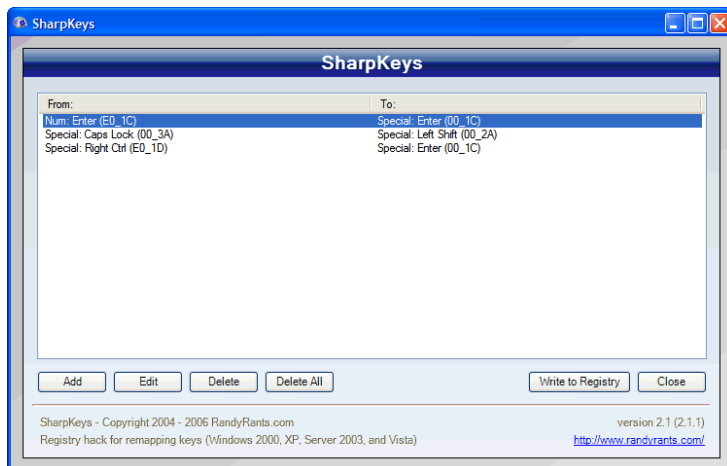 SharpKeys
SharpKeys
From: To:
Num: Enter (E0_1C) Special: Enter (00_1C)
Special: Caps Lock (00_3A) Special: Left Shift (00_2A)
Special: Right Ctrl (E0_1D) Special: Enter (00_1C)
Add Edit Delete Delete All Write to Registry Close
SharpKeys - Copyright 2004 - 2006 RandyRants.com version 2.1 (2.1.1)
Registry hack for remapping keys (Windows 2000, XP, Server 2003, and Vista) http://www.randyrants.com/